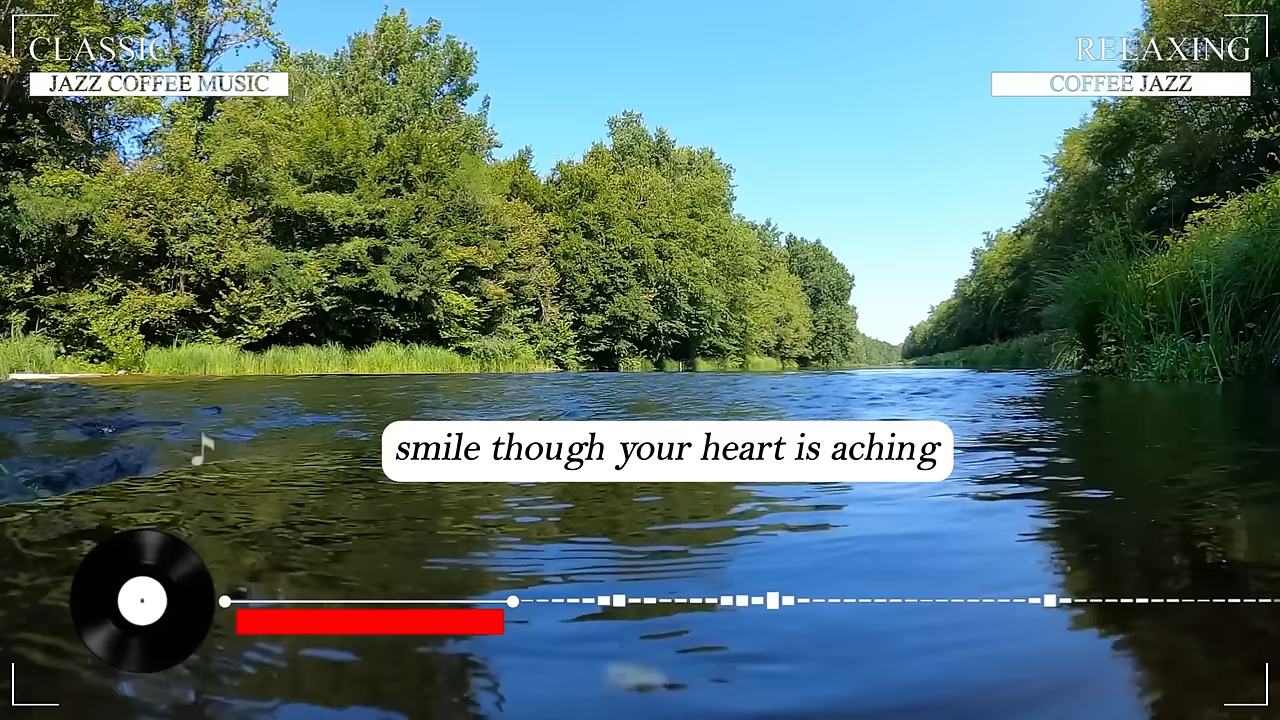 CLASSIC
JAZZ COFFEE MUSIC
RELAXING
COFFEE JAZZ
smile though your heart is aching